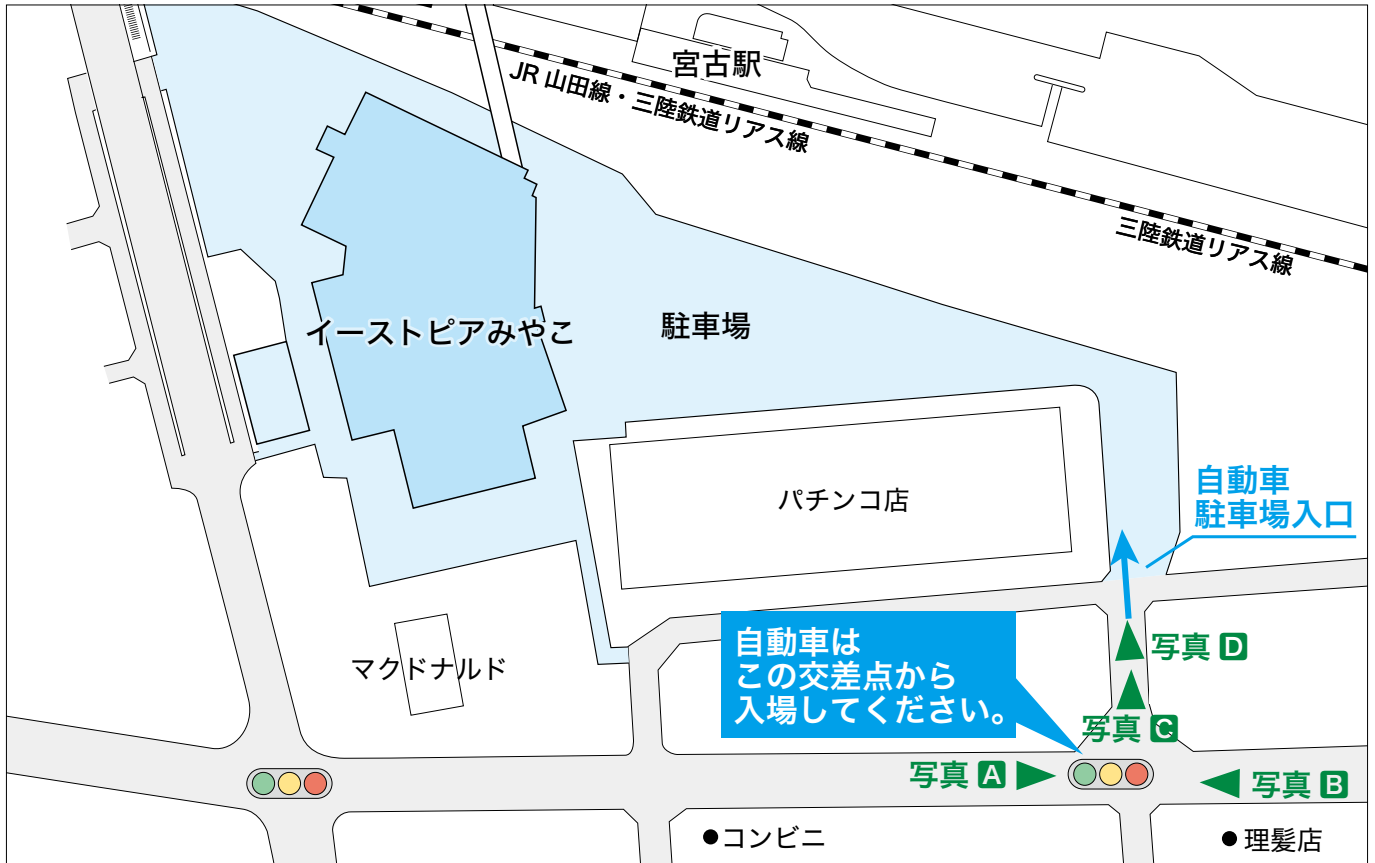 宮古駅
JR 山田線・三陸鉄道リアス線
三陸鉄道リアス線
イーストピアみやこ
駐車場
自動車
駐車場入口
パチンコ店
自動車は
この交差点から
入場してください。
写真 D
マクドナルド
写真 C
写真 A
写真 B
●コンビニ
●理髪店